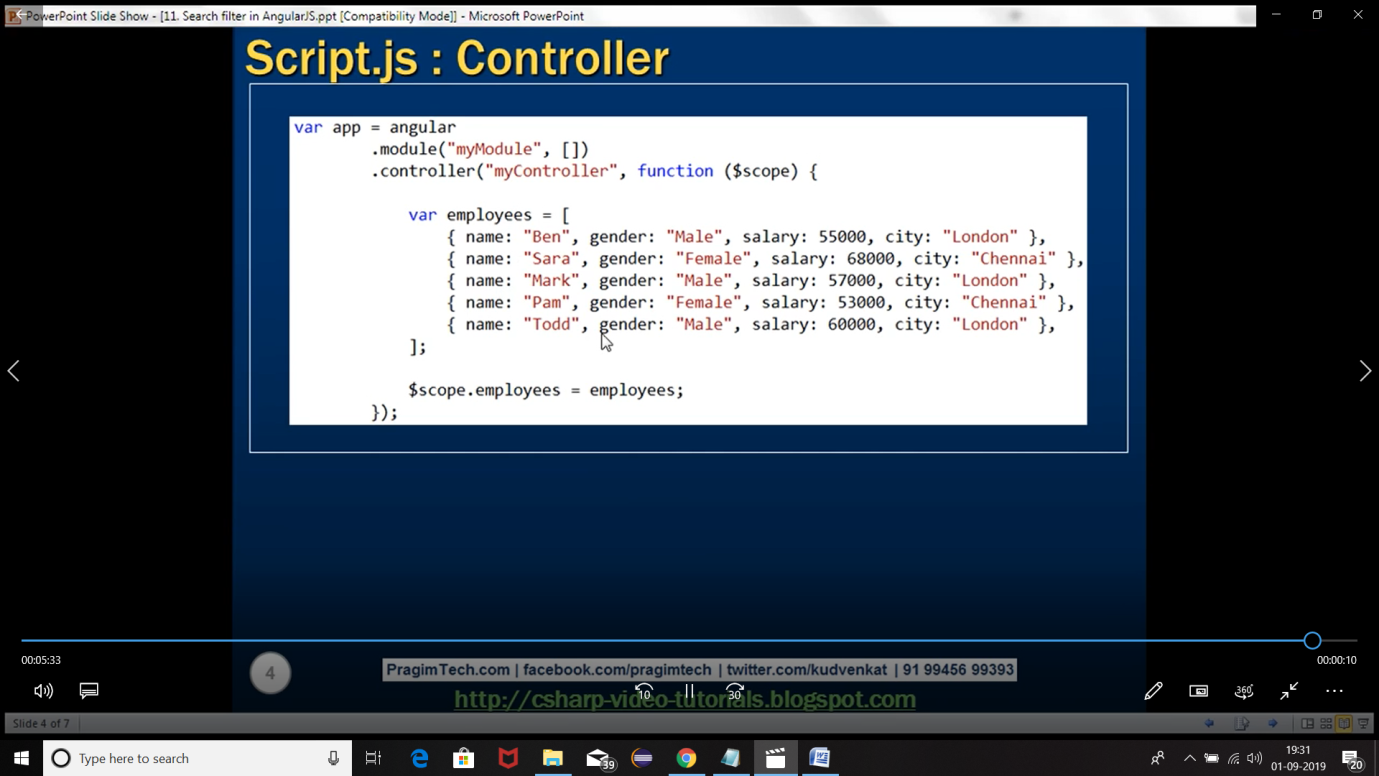 PowerPoint Slide Show - [11. Search filter in AngularJS.ppt [Compatibility Mode]] - Microsoft PowerPoint
Script.js : Controller
var app = angular
.module("myModule", [])
.controller("myController", function ($scope) {
var employees = [
{ name: "Ben", gender: "Male", salary: 55000, city: "London" },
{ name: "Sara", gender: "Female", salary: 68000, city: "Chennai" },
{ name: "Mark", gender: "Male", salary: 57000, city: "London" },
{ name: "Pam", gender: "Female", salary: 53000, city: "Chennai" },
{ name: "Todd", gender: "Male", salary: 60000, city: "London" },
];
$scope.employees = employees;
});
00:05:33
00:00:10
4
PragimTech.com | facebook.com/pragimtech | twitter.com/kudvenkat | 91 99456 99393
10
30
360
http://csharp-video-tutorials.blogspot.com
Slide 4 of 7
Type here to search
39
19:31
01-09-2019
20